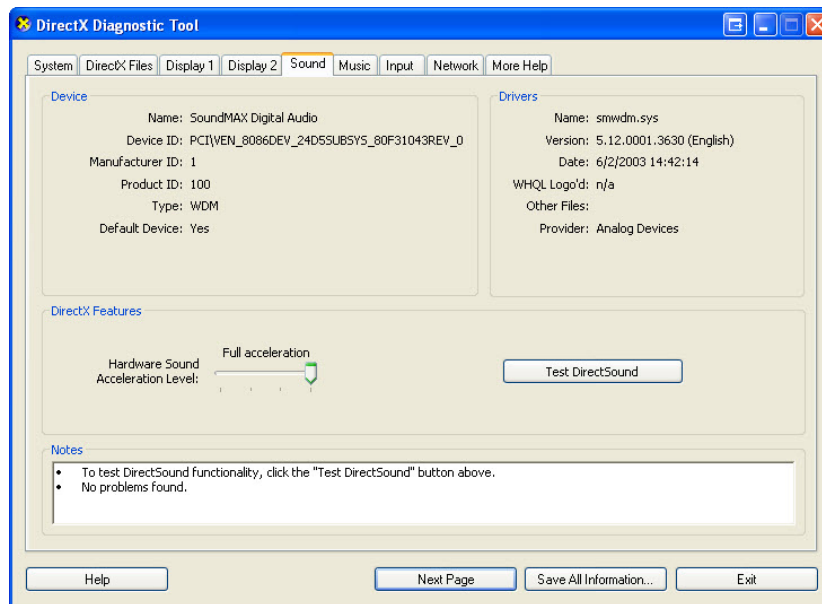 DirectX Diagnostic Tool
System DirectX Files Display 1 Display 2 Sound Music Input Network More Help
Device
Name: SoundMAX Digital Audio
Device ID: PCI\VEN_8086DEV_24D5SUBSYS_80F31043REV_0
Manufacturer ID: 1
Product ID: 100
Type: WDM
Default Device: Yes
Drivers
Name: smwdm.sys
Version: 5.12.0001.3630 (English)
Date: 6/2/2003 14:42:14
WHQL Logo'd: n/a
Other Files:
Provider: Analog Devices
DirectX Features
Hardware Sound
Acceleration Level:
Full acceleration
Test DirectSound
Notes
• To test DirectSound functionality, click the "Test DirectSound" button above.
• No problems found.
Help Next Page Save All Information... Exit